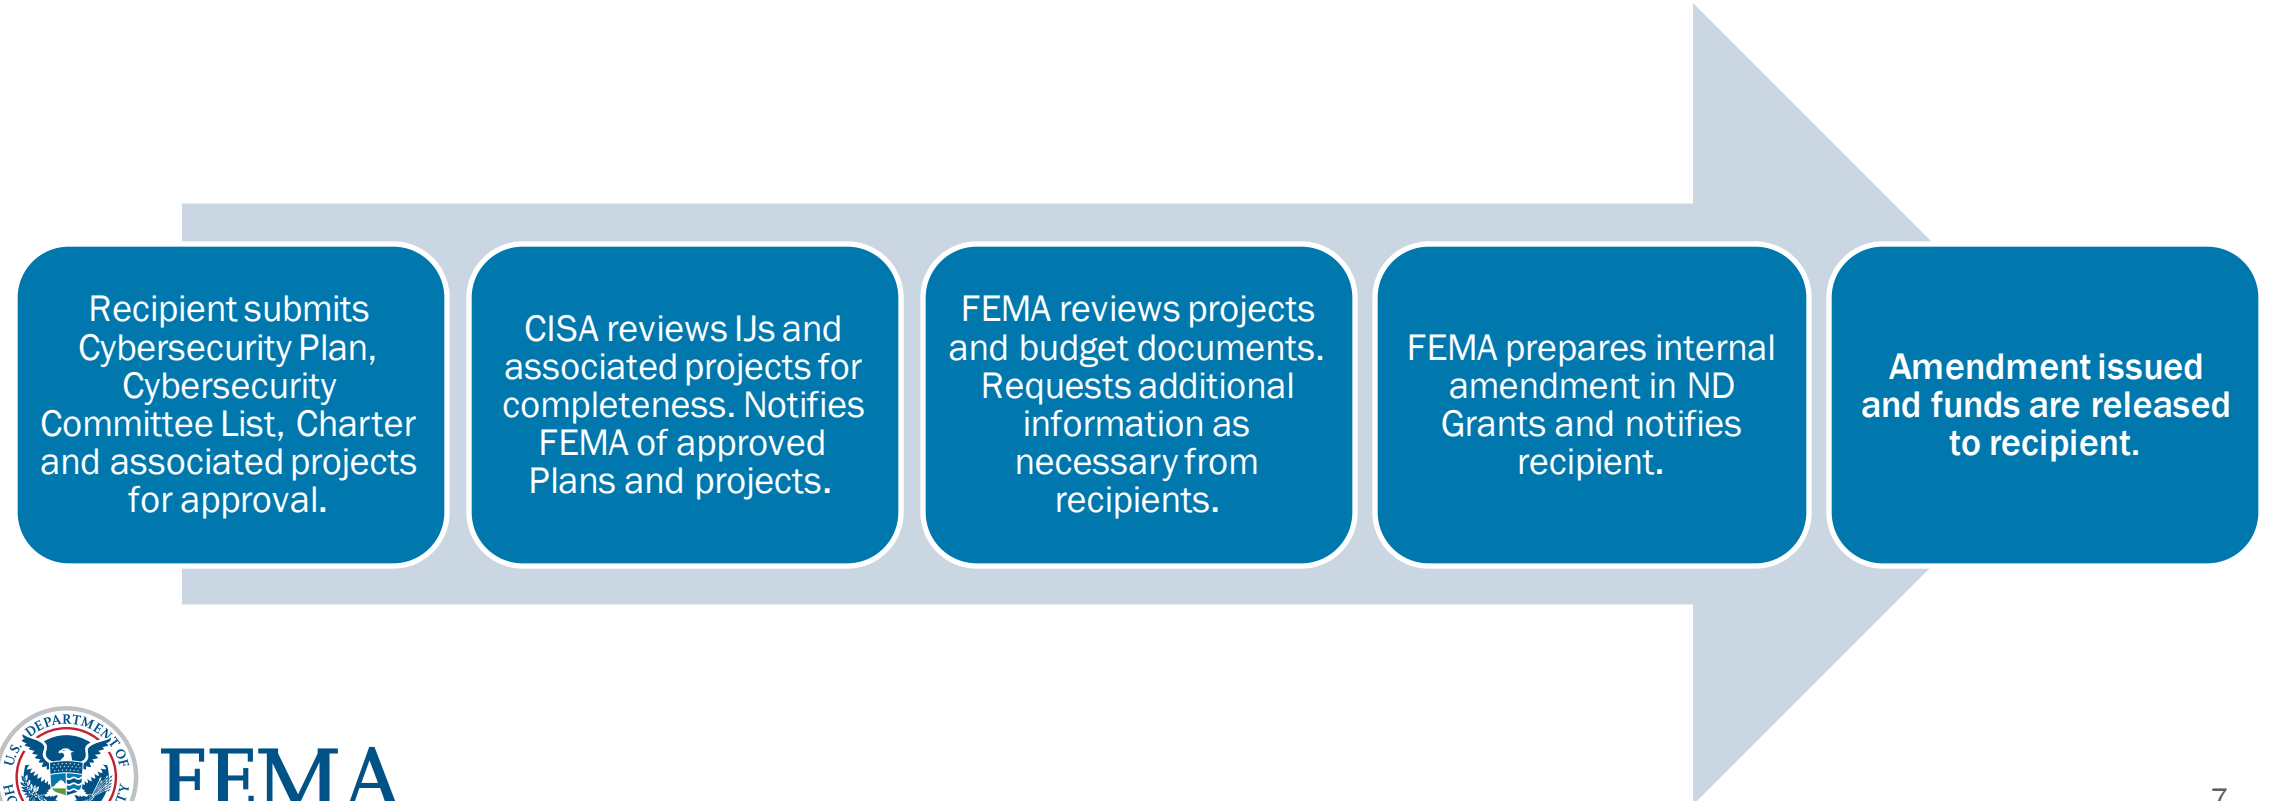 Recipient submits
Cybersecurity Plan,
Cybersecurity
Committee List, Charter
and associated projects
for approval.
CISA reviews IJs and
associated projects for
completeness. Notifies
FEMA of approved
Plans and projects.
FEMA reviews projects
and budget documents.
Requests additional
information as
necessary from
recipients.
FEMA prepares internal
amendment in ND
Grants and notifies
recipient.
Amendment issued
and funds are released
to recipient.
U.S. DEPARTMENT OF
FEMA
7